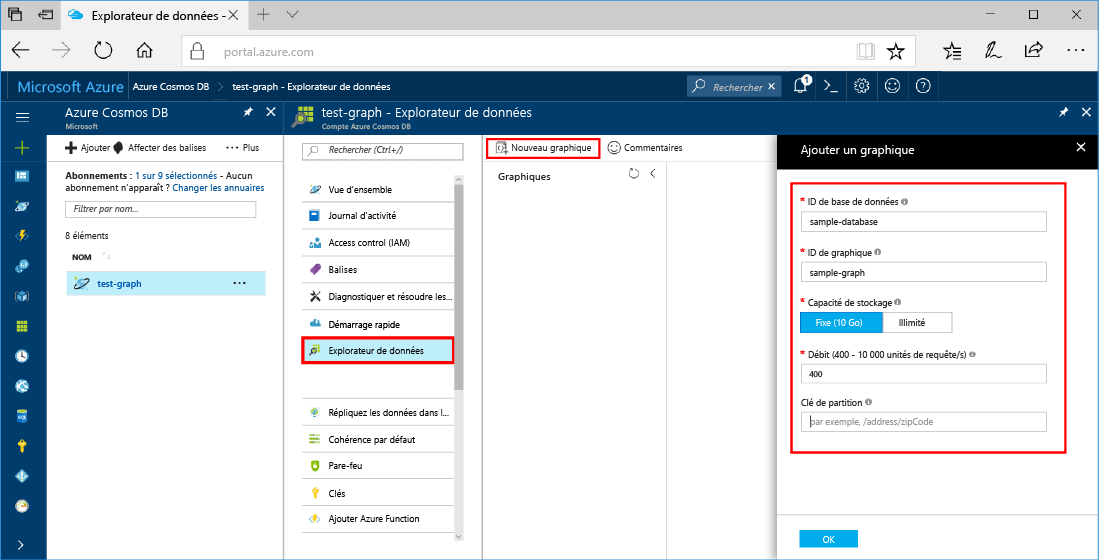 Explorateur de données -
portal.azure.com
Microsoft Azure
Azure Cosmos DB
test-graph - Explorateur de données
Rechercher
1
Azure Cosmos DB
Microsoft
Ajouter
Affecter des balises
Plus
Abonnements : 1 sur 9 sélectionnés - Aucun
abonnement n'apparaît ? Changer les annuaires
Filtrer par nom...
8 éléments
NOM
test-graph
test-graph - Explorateur de données
Compte Azure Cosmos DB
Rechercher (Ctrl+/)
Vue d'ensemble
Journal d'activité
Access control (IAM)
Balises
Diagnostiquer et résoudre les...
Démarrage rapide
Explorateur de données
Répliquez les données dans l...
Cohérence par défaut
Pare-feu
Clés
Ajouter Azure Function
Nouveau graphique
Commentaires
Graphiques
Ajouter un graphique
* ID de base de données
sample-database
* ID de graphique
sample-graph
* Capacité de stockage
Fixe (10 Go)
Illimité
* Débit (400 - 10 000 unités de requête/s)
400
Clé de partition
par exemple, /address/zipCode
OK